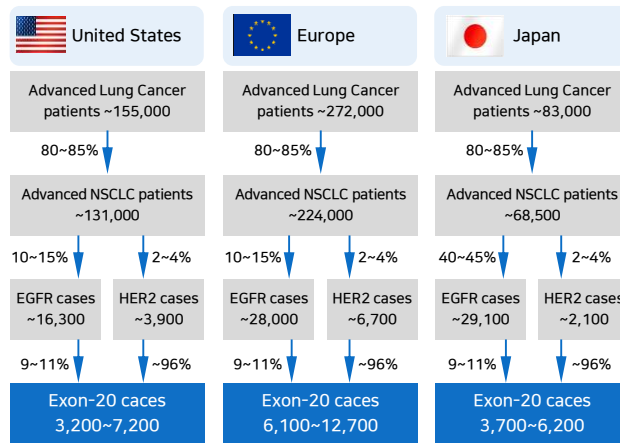 United States
Advanced Lung Cancer
patients ~155,000
80~85%
Advanced NSCLC patients
~131,000
10~15%
2~4%
EGFR cases
~16,300
HER2 cases
~3,900
9~11%
~96%
Exon-20 caces
3,200~7,200
Europe
Advanced Lung Cancer
patients ~272,000
80~85%
Advanced NSCLC patients
~224,000
10~15%
2~4%
EGFR cases
~28,000
HER2 cases
~6,700
9~11%
~96%
Exon-20 caces
6,100~12,700
Japan
Advanced Lung Cancer
patients ~83,000
80~85%
Advanced NSCLC patients
~68,500
40~45%
2~4%
EGFR cases
~29,100
HER2 cases
~2,100
9~11%
~96%
Exon-20 caces
3,700~6,200